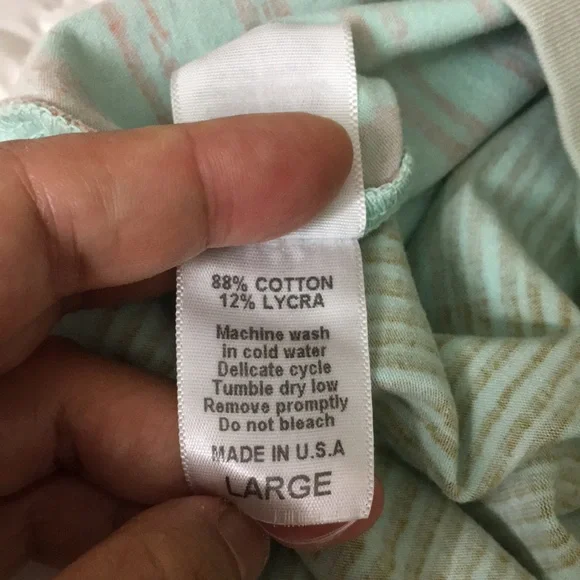 88% COTTON
12% LYCRA
Machine wash
in cold water
Delicate cycle
Tumble dry low
Remove promptly
Do not bleach
MADE IN U.S.A
LARGE